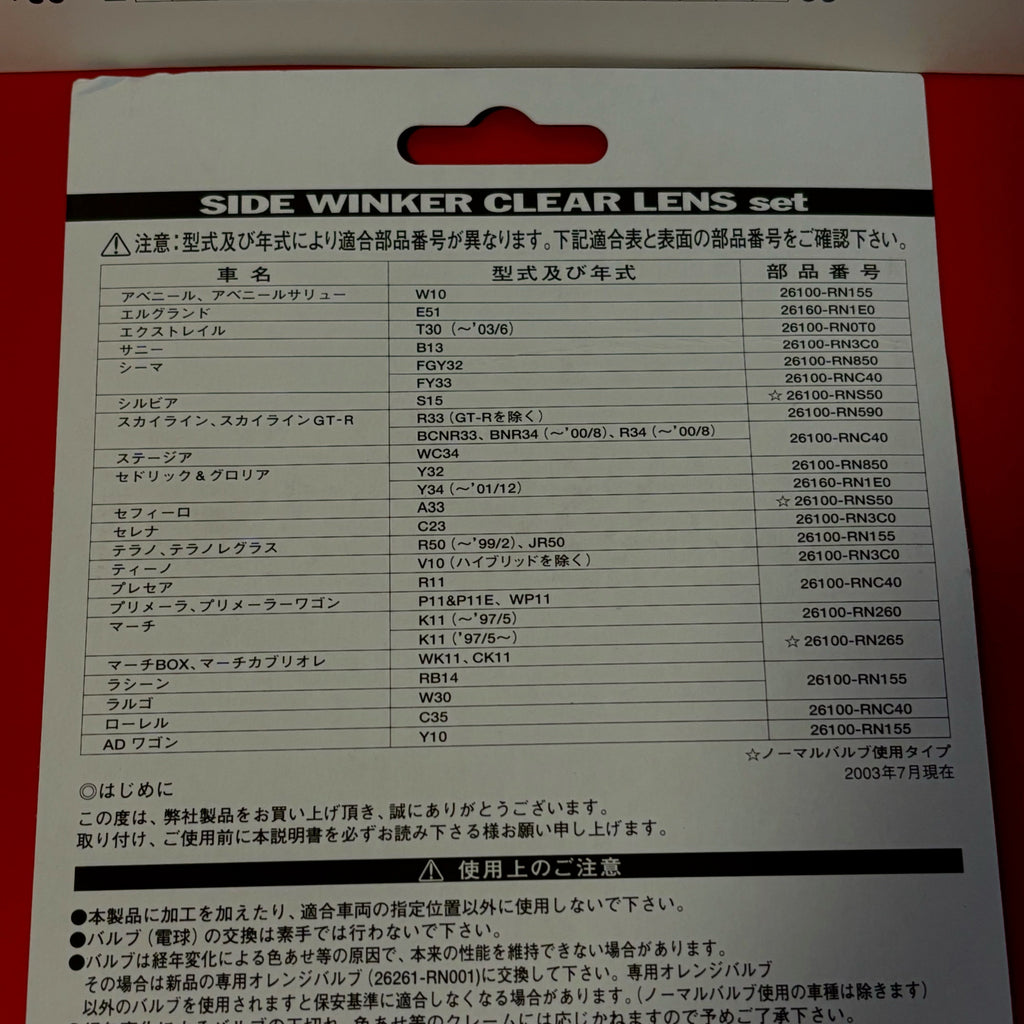 SIDE WINKER CLEAR LENS set
⚠注意：型式及び年式により適合部品番号が異なります。下記適合表と表面の部品番号をご確認下さい。
車名 型式及び年式 部品番号
アベニール、アベニールサリュー W10 26100-RN155
エルグランド E51 26160-RN1E0
エクストレイル T30（～’03/6） 26100-RN0T0
サニー B13 26100-RN3C0
シーマ FGY32 26100-RN850
FY33 26100-RNC40
シルビア S15 ☆26100-RNS50
スカイライン、スカイラインGT-R R33（GT-Rを除く） 26100-RN590
BCNR33、BNR34（～’00/8）、R34（～’00/8） 26100-RNC40
ステージア WC34
セドリック＆グロリア Y32 26100-RN850
Y34（～’01/12） 26160-RN1E0
セフィーロ A33 ☆26100-RNS50
セレナ C23 26100-RN3C0
テラノ、テラノレグラス R50（～’99/2）、JR50 26100-RN155
ティーノ V10（ハイブリッドを除く） 26100-RN3C0
プレセア R11 26100-RNC40
プリメーラ、プリメーラーワゴン P11&P11E、WP11
マーチ K11（～’97/5） 26100-RN260
K11（’97/5～） ☆26100-RN265
マーチBOX、マーチカブリオレ WK11、CK11
ラシーン RB14 26100-RN155
ラルゴ W30
ローレル C35 26100-RNC40
AD ワゴン Y10 26100-RN155
☆ノーマルバルブ使用タイプ
2003年7月現在
◎はじめに
この度は、弊社製品をお買い上げ頂き、誠にありがとうございます。
取り付け、ご使用前に本説明書を必ずお読み下さる様お願い申し上げます。
⚠ 使用上のご注意
●本製品に加工を加えたり、適合車両の指定位置以外に使用しないで下さい。
●バルブ（電球）の交換は素手では行わないで下さい。
●バルブは経年変化による色あせ等の原因で、本来の性能を維持できない場合があります。
その場合は新品の専用オレンジバルブ（26261-RN001）に交換して下さい。専用オレンジバルブ
以外のバルブを使用されますと保安基準に適合しなくなる場合があります。（ノーマルバルブ使用の車種は除きます）
色あせ等のクレームには応じかねますので予めご了承下さい。